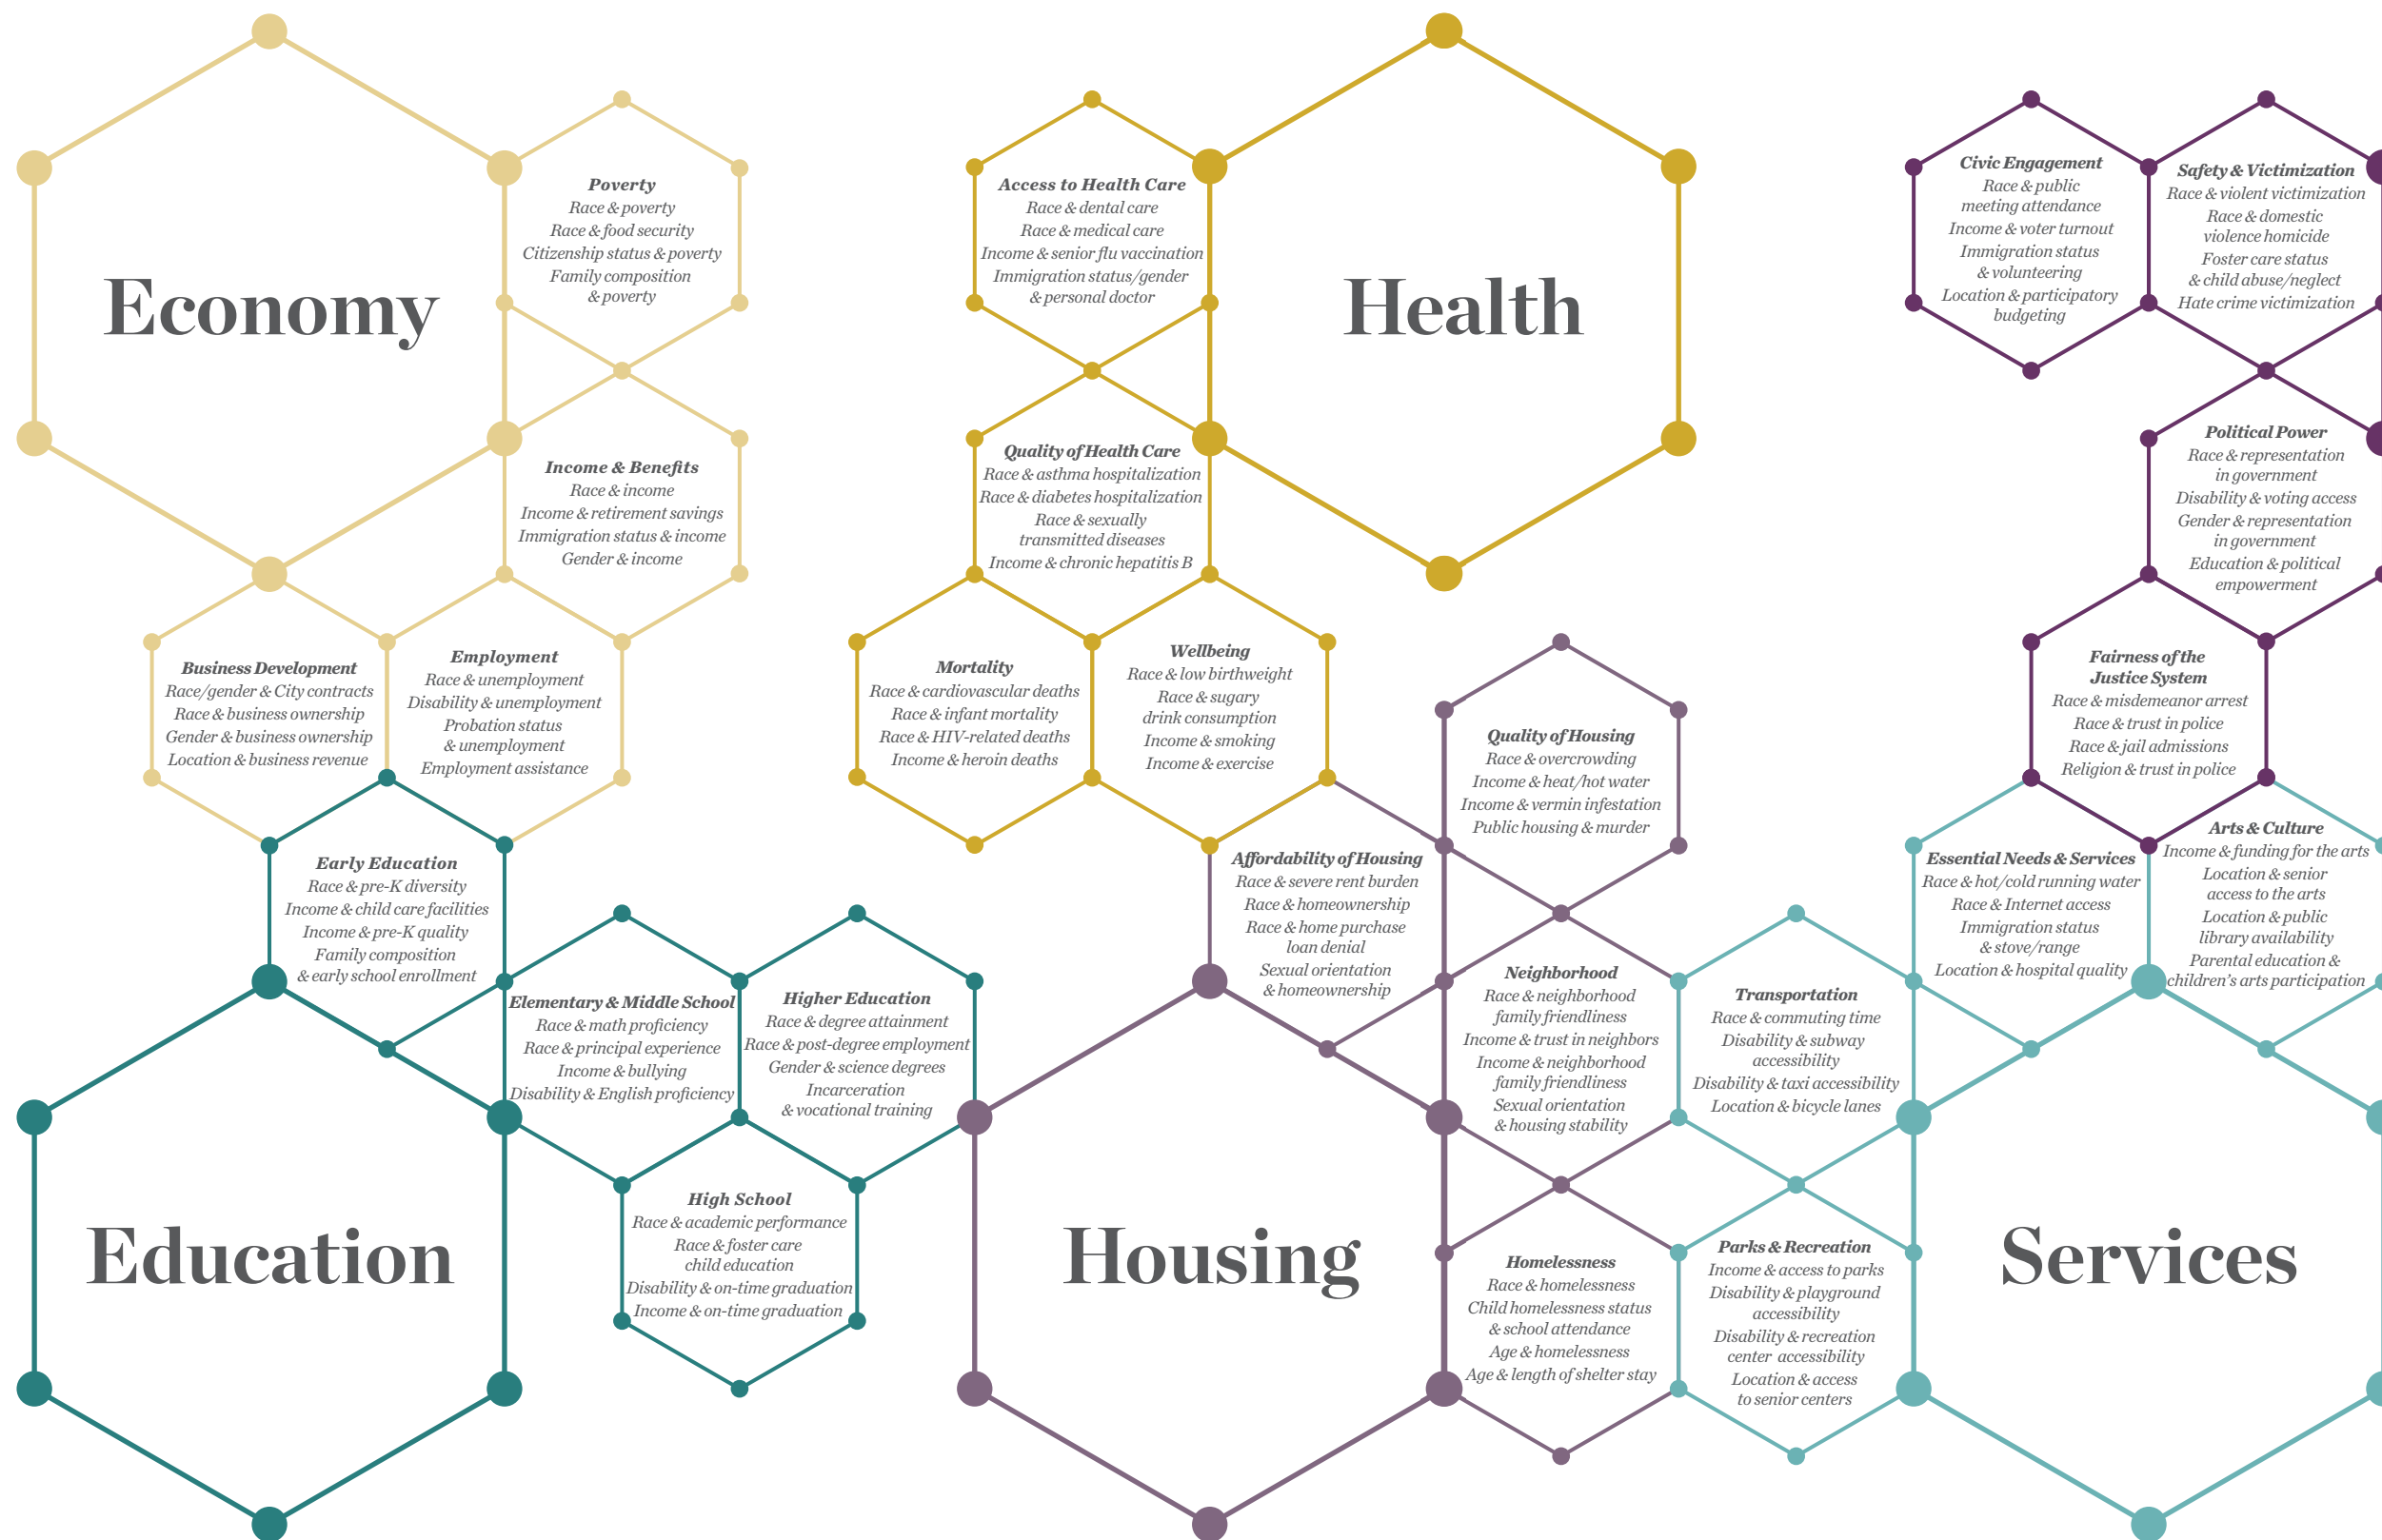 Economy
Poverty
Race & poverty
Race & food security
Citizenship status & poverty
Family composition
& poverty
Income & Benefits
Race & income
Income & retirement savings
Immigration status & income
Gender & income
Business Development
Race/gender & City contracts
Race & business ownership
Gender & business ownership
Location & business revenue
Employment
Race & unemployment
Disability & unemployment
Probation status
& unemployment
Employment assistance
Health
Access to Health Care
Race & dental care
Race & medical care
Income & senior flu vaccination
Immigration status/gender
& personal doctor
Quality of Health Care
Race & asthma hospitalization
Race & diabetes hospitalization
Race & sexually
transmitted diseases
Income & chronic hepatitis B
Mortality
Race & cardiovascular deaths
Race & infant mortality
Race & HIV-related deaths
Income & heroin deaths
Wellbeing
Race & low birthweight
Race & sugary
drink consumption
Income & smoking
Income & exercise
Civic Engagement
Race & public
meeting attendance
Income & voter turnout
Immigration status
& volunteering
Location & participatory
budgeting
Safety & Victimization
Race & violent victimization
Race & domestic
violence homicide
Foster care status
& child abuse/neglect
Hate crime victimization
Political Power
Race & representation
in government
Disability & voting access
Gender & representation
in government
Education & political
empowerment
Fairness of the
Justice System
Race & misdemeanor arrest
Race & trust in police
Race & jail admissions
Religion & trust in police
Education
Early Education
Race & pre-K diversity
Income & child care facilities
Income & pre-K quality
Family composition
& early school enrollment
Elementary & Middle School
Race & math proficiency
Race & principal experience
Income & bullying
Disability & English proficiency
Higher Education
Race & degree attainment
Race & post-degree employment
Gender & science degrees
Incarceration
& vocational training
High School
Race & academic performance
Race & foster care
child education
Disability & on-time graduation
Income & on-time graduation
Housing
Quality of Housing
Race & overcrowding
Income & heat/hot water
Income & vermin infestation
Public housing & murder
Affordability of Housing
Race & severe rent burden
Race & homeownership
Race & home purchase
loan denial
Sexual orientation
& homeownership
Neighborhood
Race & neighborhood
family friendliness
Income & trust in neighbors
Income & neighborhood
family friendliness
Sexual orientation
& housing stability
Homelessness
Race & homelessness
Child homelessness status
& school attendance
Age & homelessness
Age & length of shelter stay
Services
Essential Needs & Services
Race & hot/cold running water
Race & Internet access
Immigration status
& stove/range
Location & hospital quality
Arts & Culture
Income & funding for the arts
Location & senior
access to the arts
Location & public
library availability
Parental education &
children's arts participation
Transportation
Race & commuting time
Disability & subway
accessibility
Disability & taxi accessibility
Location & bicycle lanes
Parks & Recreation
Income & access to parks
Disability & playground
accessibility
Disability & recreation
center accessibility
Location & access
to senior centers